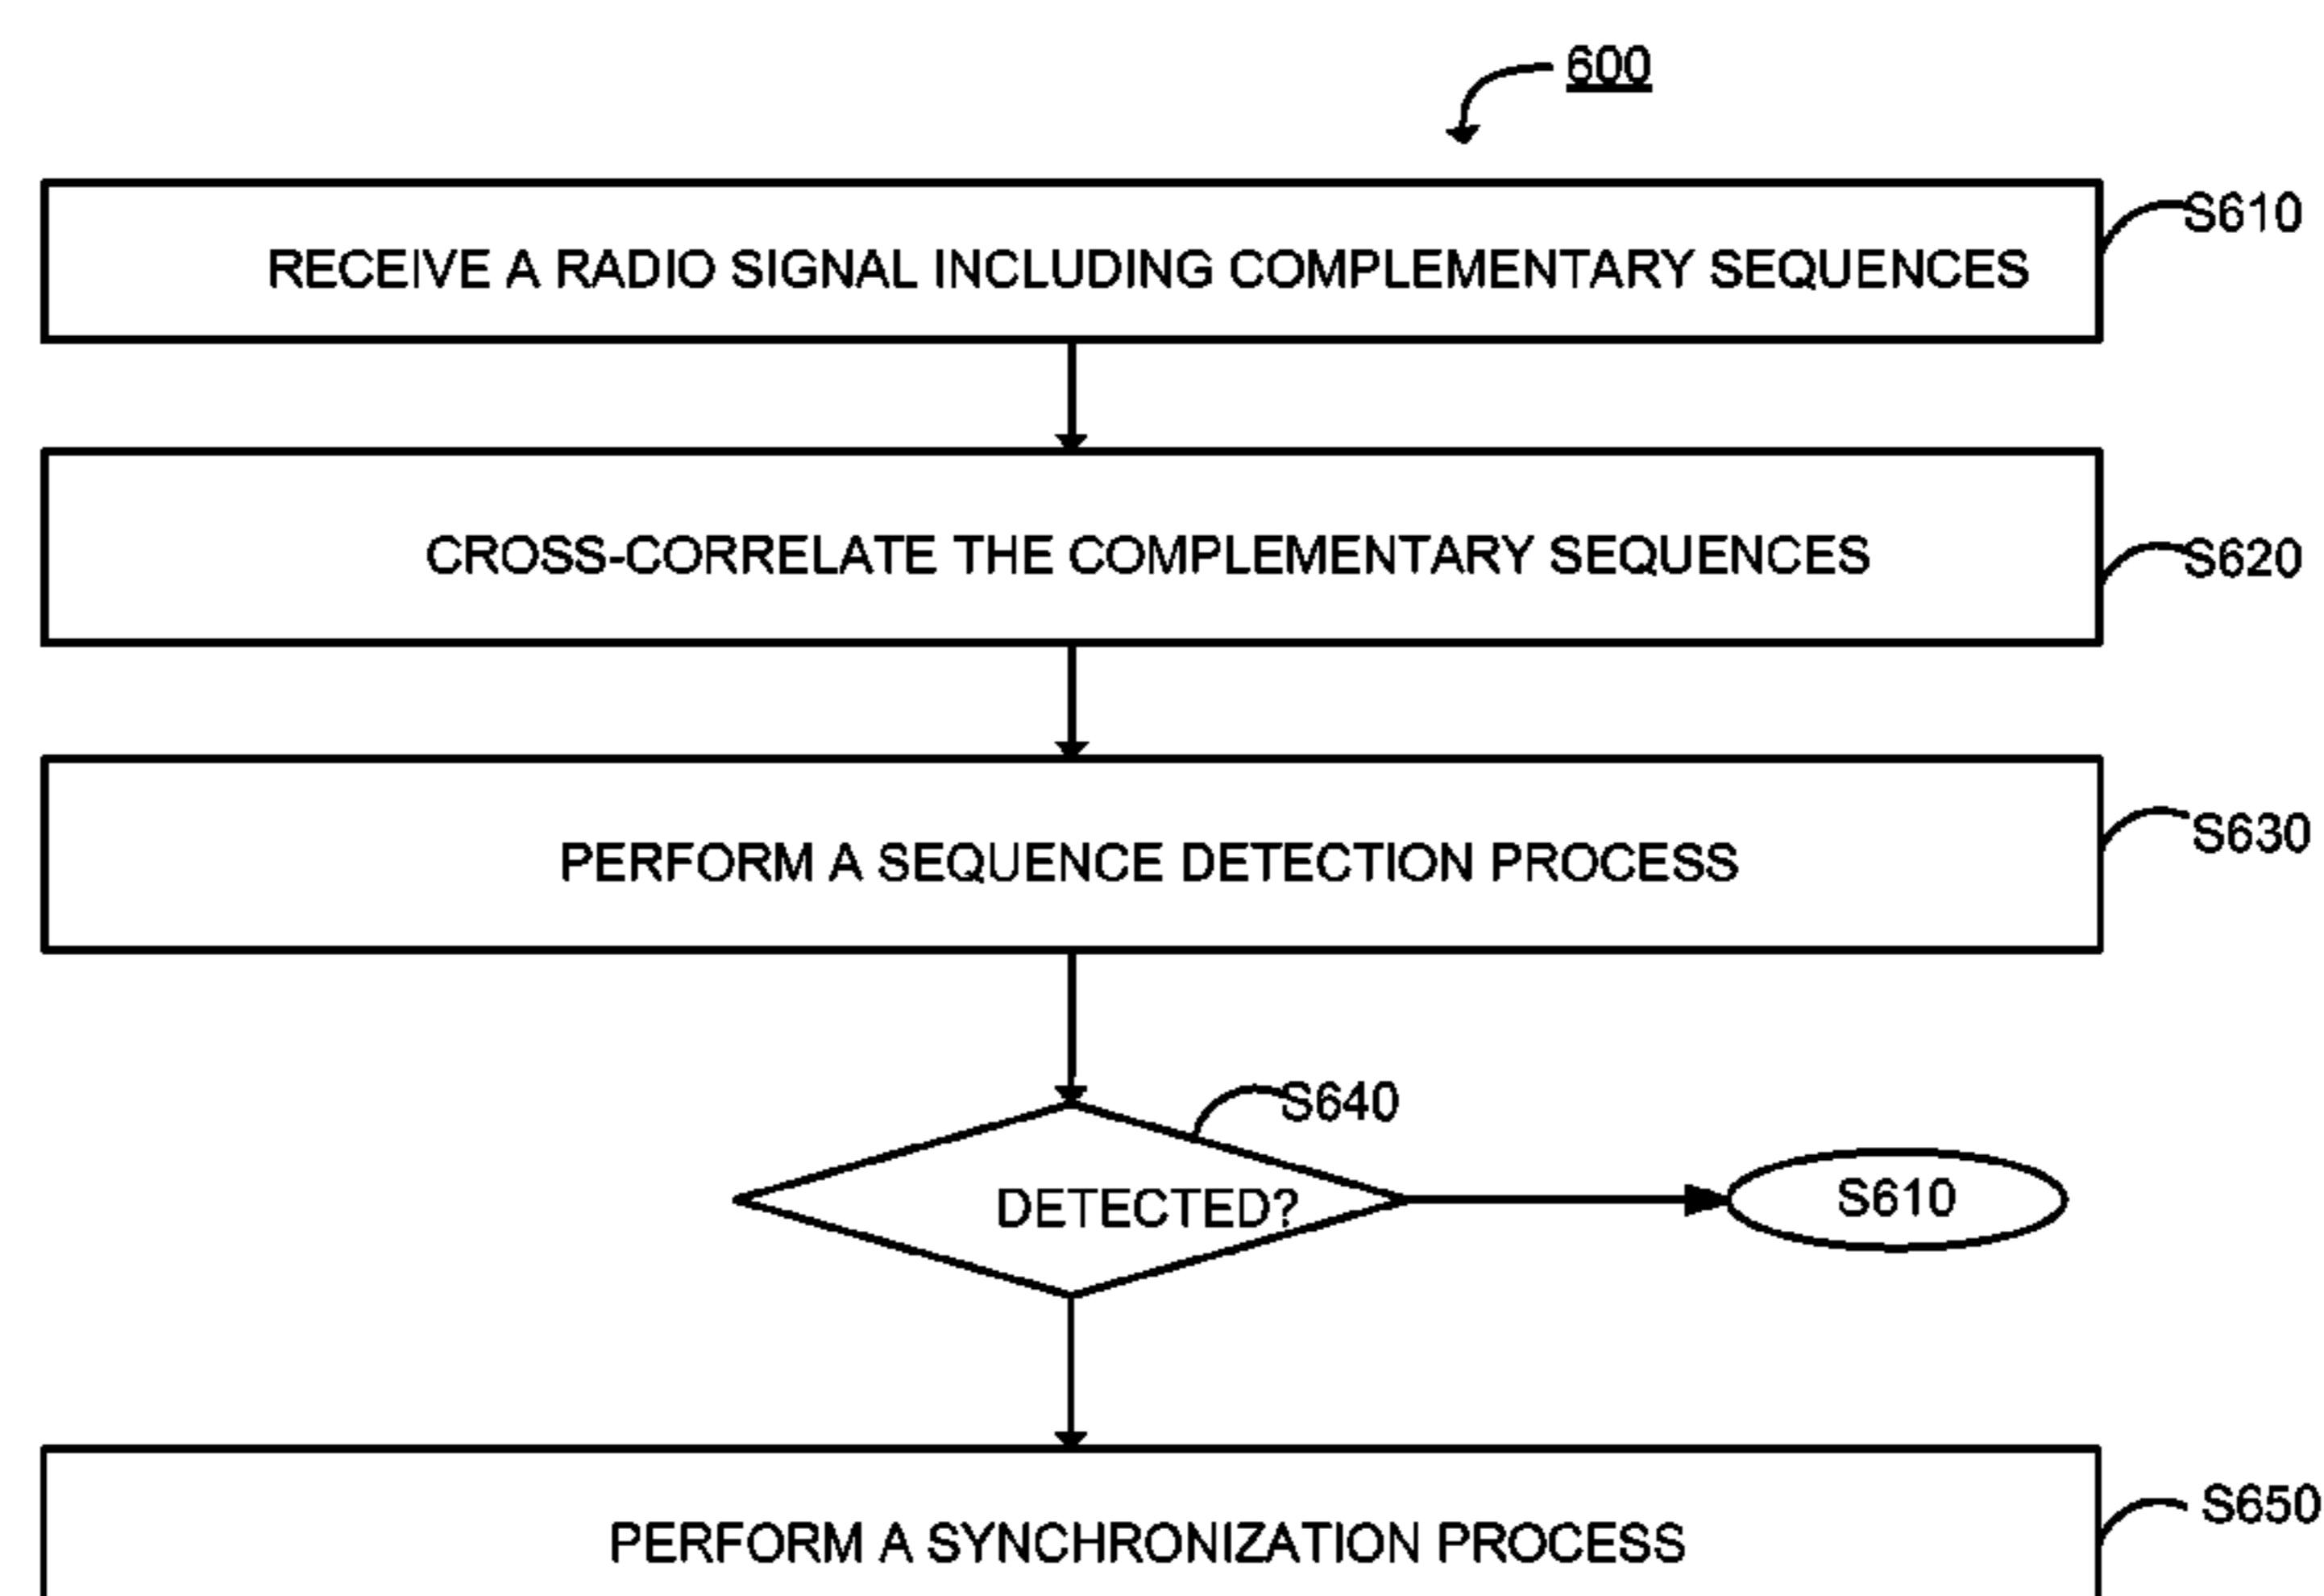 600
RECEIVE A RADIO SIGNAL INCLUDING COMPLEMENTARY SEQUENCES
S610
CROSS-CORRELATE THE COMPLEMENTARY SEQUENCES
S620
PERFORM A SEQUENCE DETECTION PROCESS
S630
S640
DETECTED?
S610
PERFORM A SYNCHRONIZATION PROCESS
S650